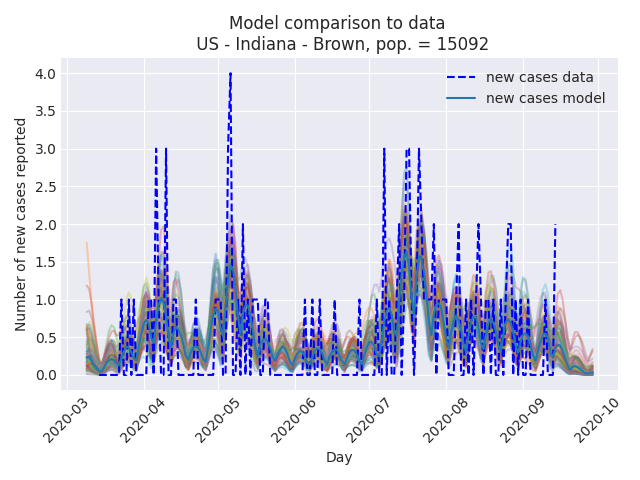 Model comparison to data
US - Indiana - Brown, pop. = 15092
new cases data
new cases model
Number of new cases reported
4.0
3.5
3.0
2.5
2.0
1.5
1.0
0.5
0.0
2020-03
2020-04
2020-05
2020-06
2020-07
2020-08
2020-09
2020-10
Day